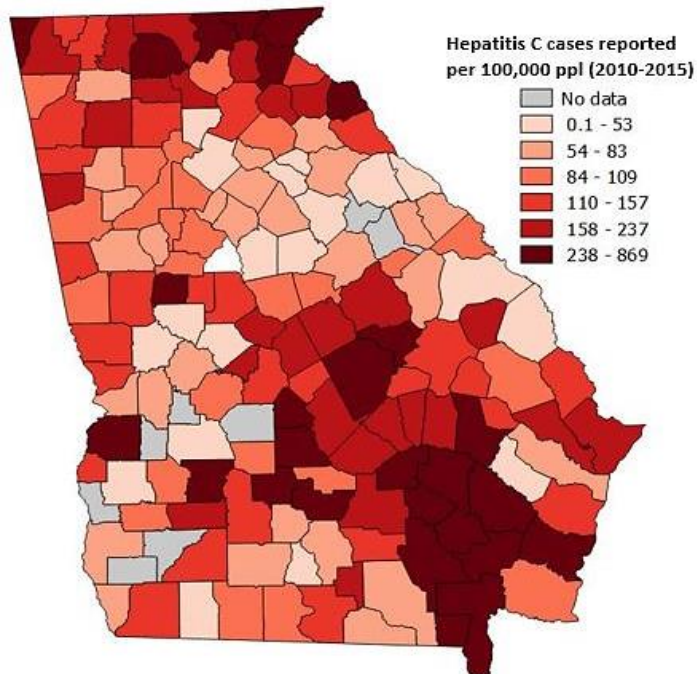 Hepatitis C cases reported
per 100,000 ppl (2010-2015)
No data
0.1 - 53
54 - 83
84 - 109
110 - 157
158 - 237
238 - 869